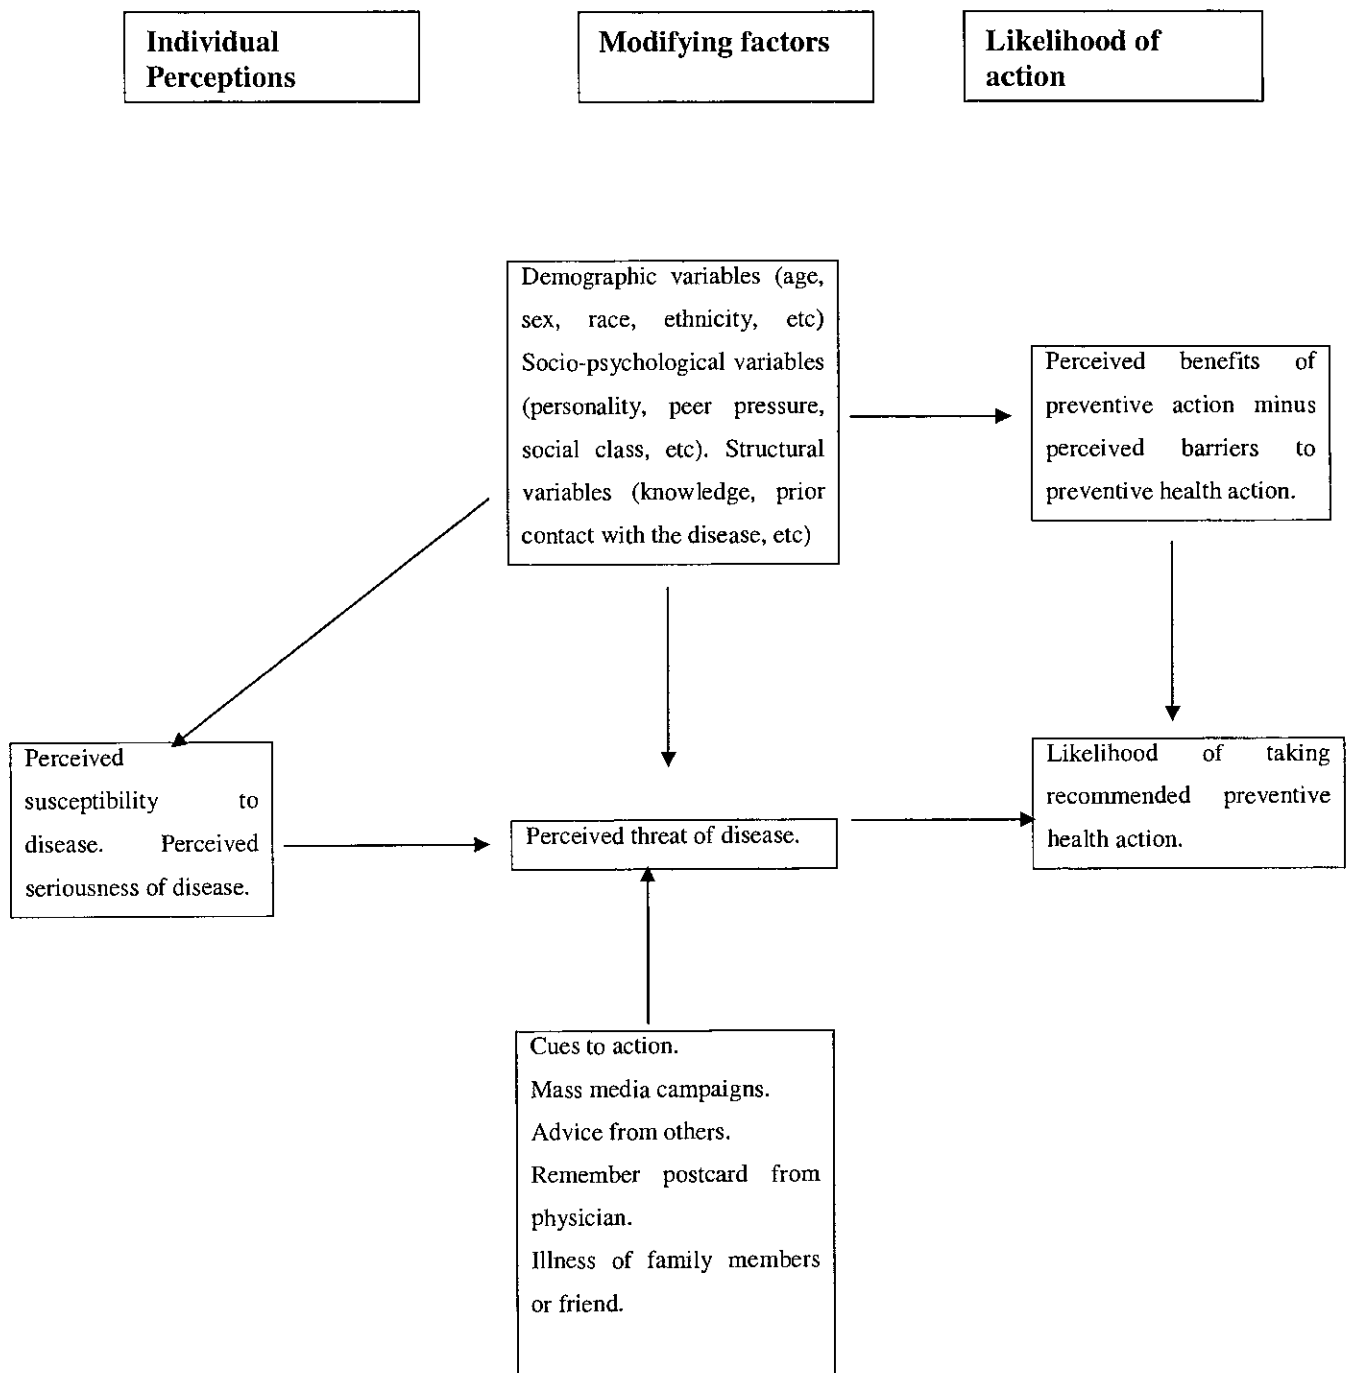 Individual
Perceptions
Modifying factors
Likelihood of
action
Demographic variables (age,
sex, race, ethnicity, etc)
Socio-psychological variables
(personality, peer pressure,
social class, etc). Structural
variables (knowledge, prior
contact with the disease, etc)
Perceived benefits of
preventive action minus
perceived barriers to
preventive health action.
Perceived
susceptibility to
disease. Perceived
seriousness of disease.
Perceived threat of disease.
Likelihood of taking
recommended preventive
health action.
Cues to action.
Mass media campaigns.
Advice from others.
Remember postcard from
physician.
Illness of family members
or friend.